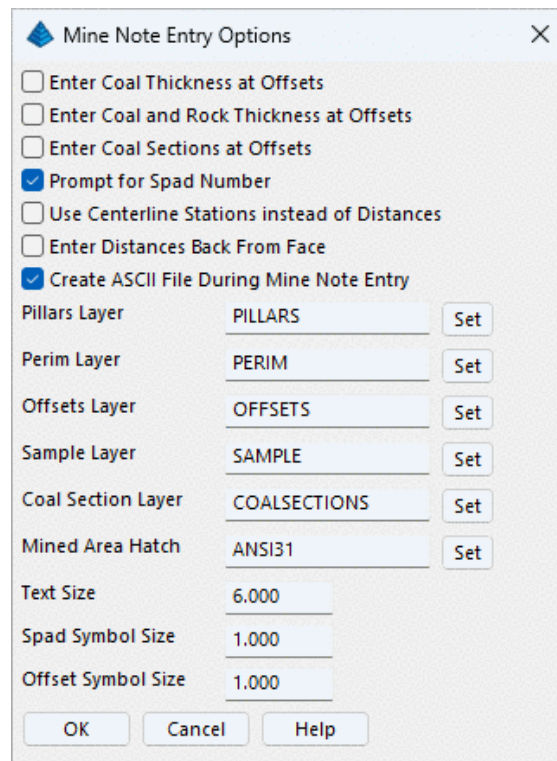 Mine Note Entry Options
Enter Coal Thickness at Offsets
Enter Coal and Rock Thickness at Offsets
Enter Coal Sections at Offsets
Prompt for Spad Number
Use Centerline Stations instead of Distances
Enter Distances Back From Face
Create ASCII File During Mine Note Entry
Pillars Layer PILLARS Set
Perim Layer PERIM Set
Offsets Layer OFFSETS Set
Sample Layer SAMPLE Set
Coal Section Layer COALSECTIONS Set
Mined Area Hatch ANSI31 Set
Text Size 6.000
Spad Symbol Size 1.000
Offset Symbol Size 1.000
OK Cancel Help